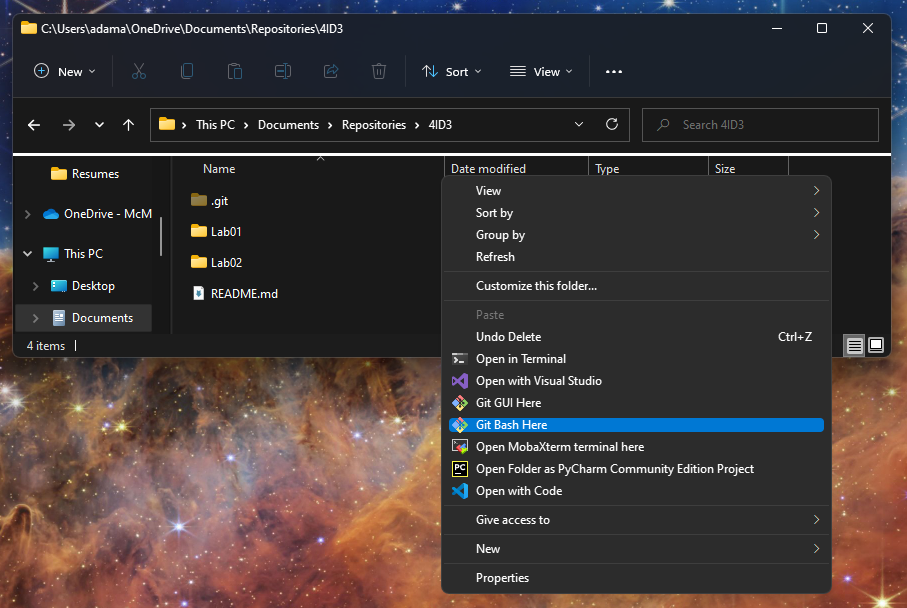 C:\Users\adama\OneDrive\Documents\Repositories\4ID3
New
Sort
View
This PC > Documents > Repositories > 4ID3
Search 4ID3
Resumes
OneDrive - McM
This PC
Desktop
Documents
Name
Date modified
Type
Size
.git
Lab01
Lab02
README.md
4 items
View
Sort by
Group by
Refresh
Customize this folder...
Paste
Undo Delete Ctrl+Z
Open in Terminal
Open with Visual Studio
Git GUI Here
Git Bash Here
Open MobaXterm terminal here
PC Open Folder as PyCharm Community Edition Project
Open with Code
Give access to
New
Properties